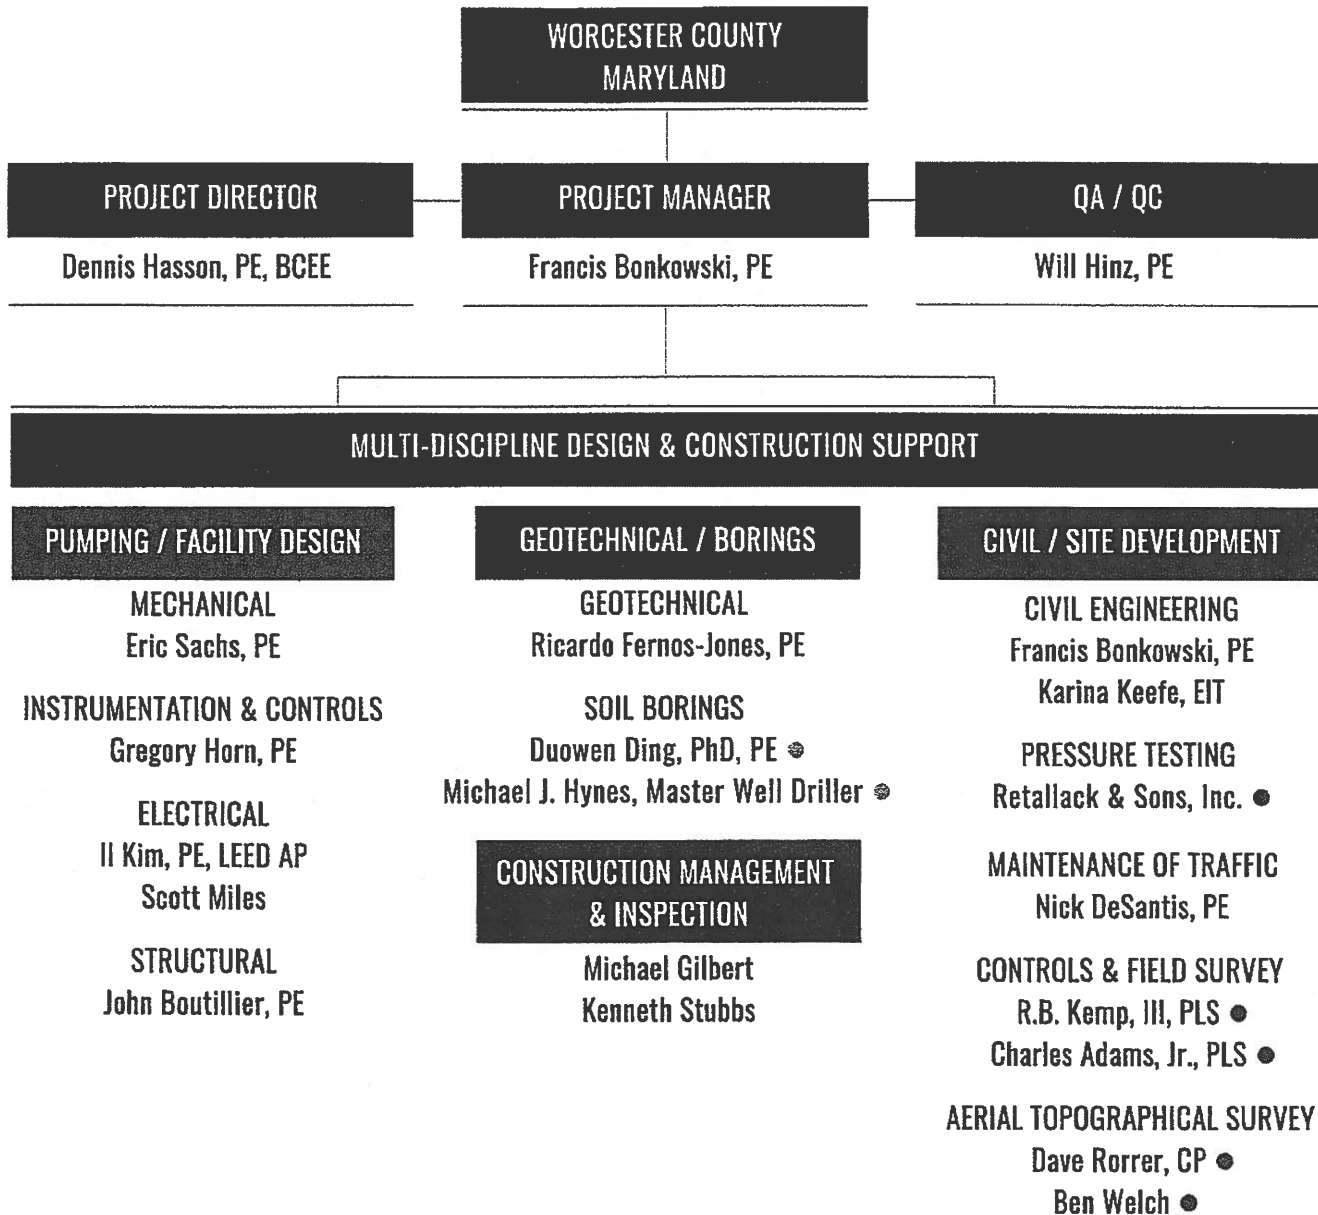 WORCESTER COUNTY
MARYLAND
PROJECT DIRECTOR
Dennis Hasson, PE, BCEE
PROJECT MANAGER
Francis Bonkowski, PE
QA / QC
Will Hinz, PE
MULTI-DISCIPLINE DESIGN & CONSTRUCTION SUPPORT
PUMPING / FACILITY DESIGN
MECHANICAL
Eric Sachs, PE
INSTRUMENTATION & CONTROLS
Gregory Horn, PE
ELECTRICAL
Il Kim, PE, LEED AP
Scott Miles
STRUCTURAL
John Boutillier, PE
GEOTECHNICAL / BORINGS
GEOTECHNICAL
Ricardo Fernos-Jones, PE
SOIL BORINGS
Duowen Ding, PhD, PE
Michael J. Hynes, Master Well Driller
CONSTRUCTION MANAGEMENT
& INSPECTION
Michael Gilbert
Kenneth Stubbs
CIVIL / SITE DEVELOPMENT
CIVIL ENGINEERING
Francis Bonkowski, PE
Karina Keefe, EIT
PRESSURE TESTING
Retallack & Sons, Inc.
MAINTENANCE OF TRAFFIC
Nick DeSantis, PE
CONTROLS & FIELD SURVEY
R.B. Kemp, III, PLS
Charles Adams, Jr., PLS
AERIAL TOPOGRAPHICAL SURVEY
Dave Rorrer, CP
Ben Welch